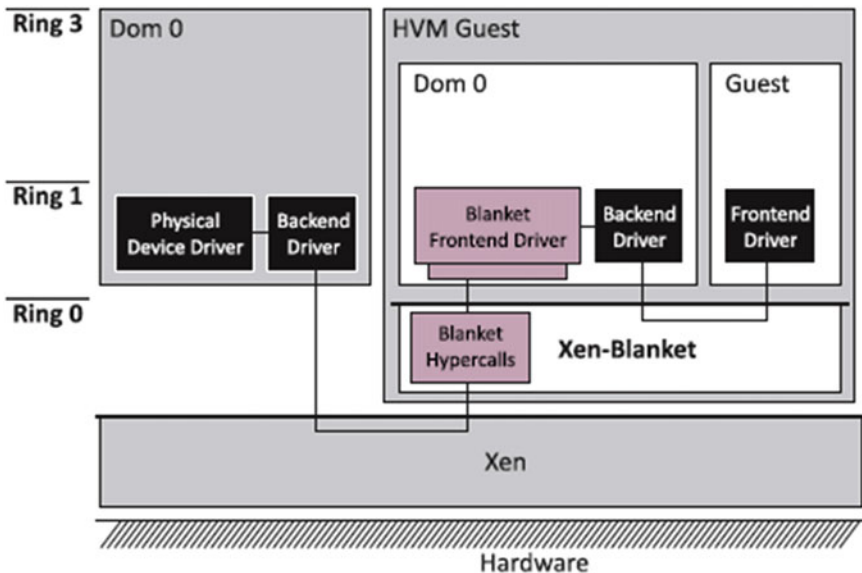 Ring 3
Dom 0
HVM Guest
Dom 0
Guest
Ring 1
Physical
Device Driver
Backend
Driver
Blanket
Frontend Driver
Backend
Driver
Frontend
Driver
Ring 0
Blanket
Hypercalls
Xen-Blanket
Xen
Hardware